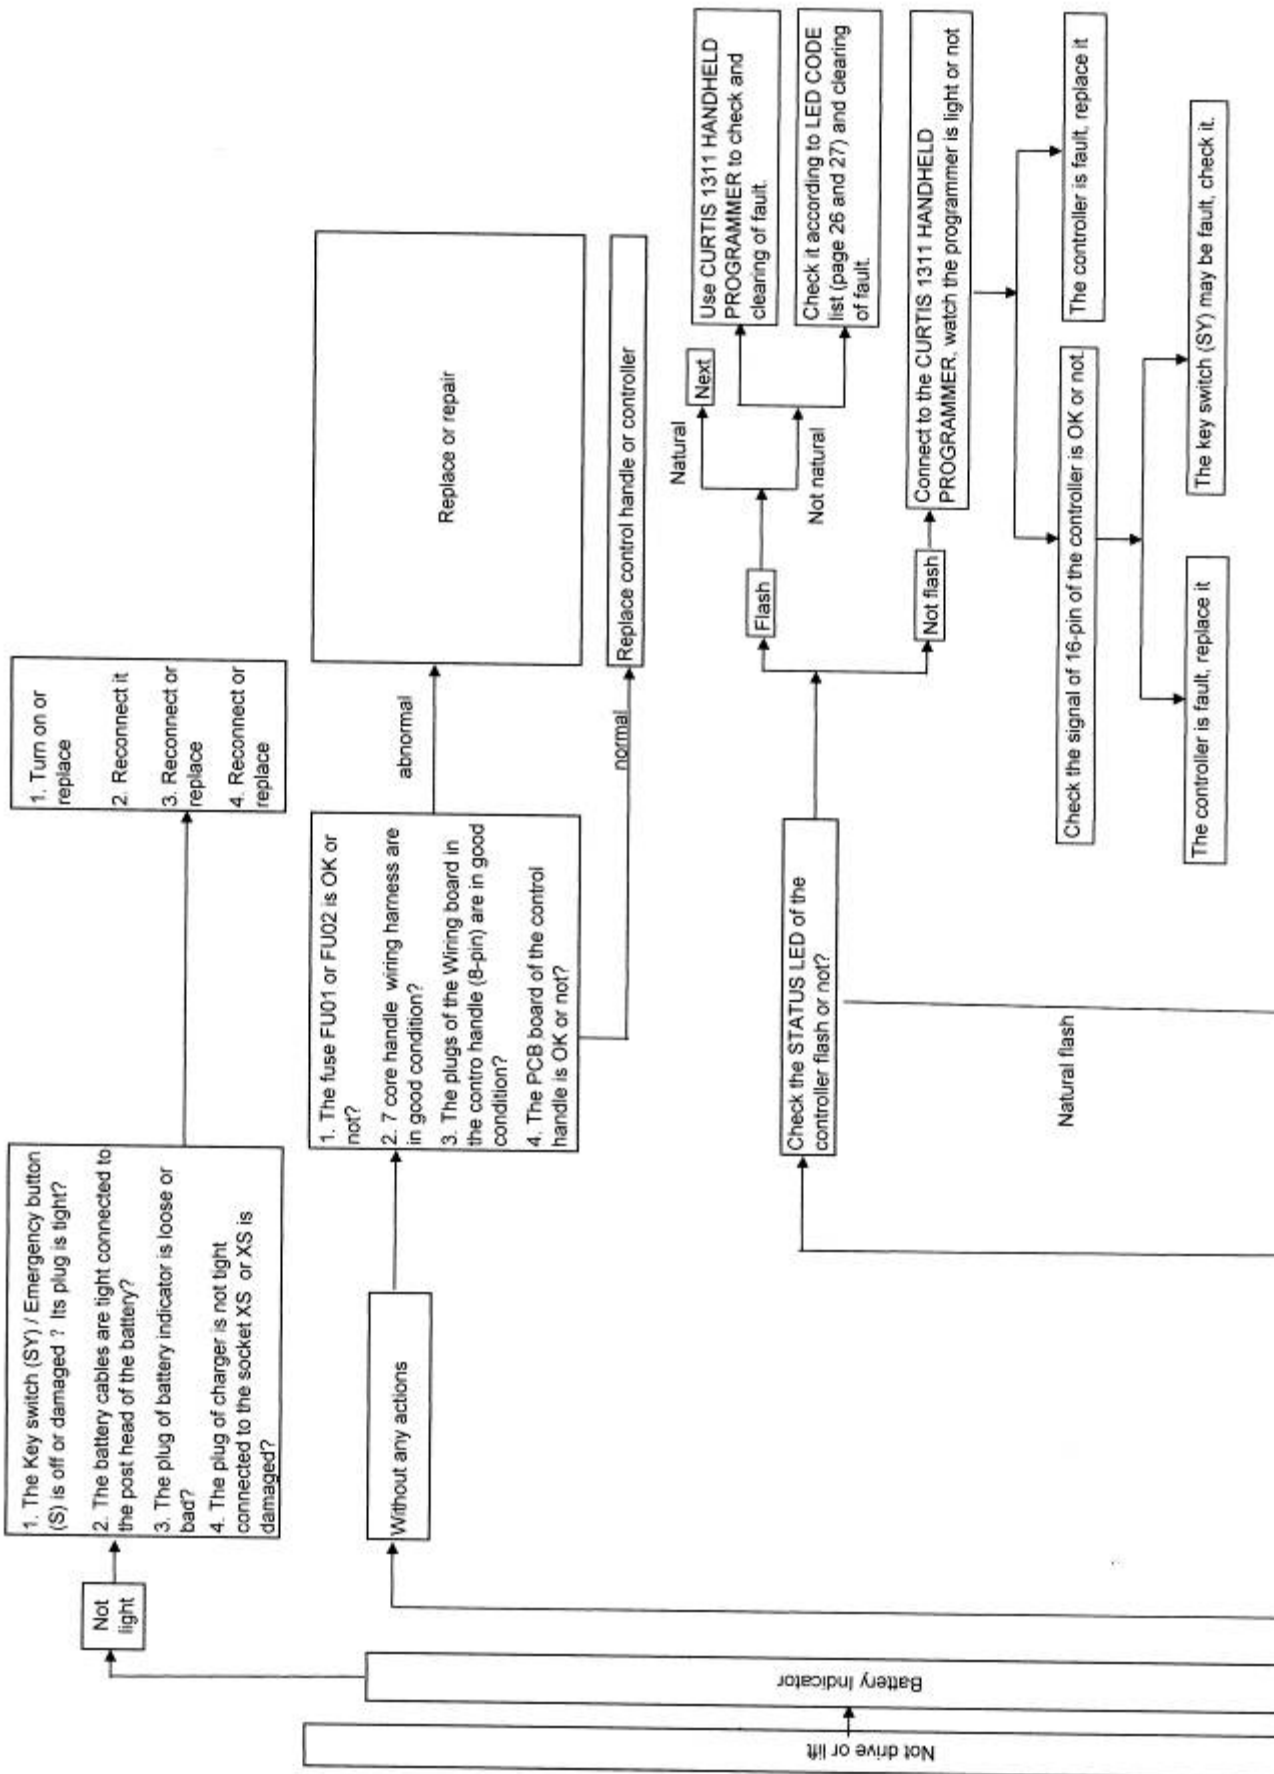 Not drive or lift
Battery Indicator
Not
light
1. The Key switch (SY) / Emergency button
(S) is off or damaged ? Its plug is tight?
2. The battery cables are tight connected to
the post head of the battery?
3. The plug of battery indicator is loose or
bad?
4. The plug of charger is not tight
connected to the socket XS or XS is
damaged?
1. Turn on or
replace
2. Reconnect it
3. Reconnect or
replace
4. Reconnect or
replace
Without any actions
1. The fuse FU01 or FU02 is OK or
not?
2. 7 core handle wiring harness are
in good condition?
3. The plugs of the Wiring board in
the contro handle (8-pin) are in good
condition?
4. The PCB board of the control
handle is OK or not?
abnormal
Replace or repair
normal
Replace control handle or controller
Check the STATUS LED of the
controller flash or not?
Natural flash
Flash
Natural
Next
Not natural
Use CURTIS 1311 HANDHELD
PROGRAMMER to check and
clearing of fault.
Check it according to LED CODE
list (page 26 and 27) and clearing
of fault.
Not flash
Connect to the CURTIS 1311 HANDHELD
PROGRAMMER, watch the programmer is light or not
Check the signal of 16-pin of the controller is OK or not.
The controller is fault, replace it
The controller is fault, replace it
The key switch (SY) may be fault, check it.